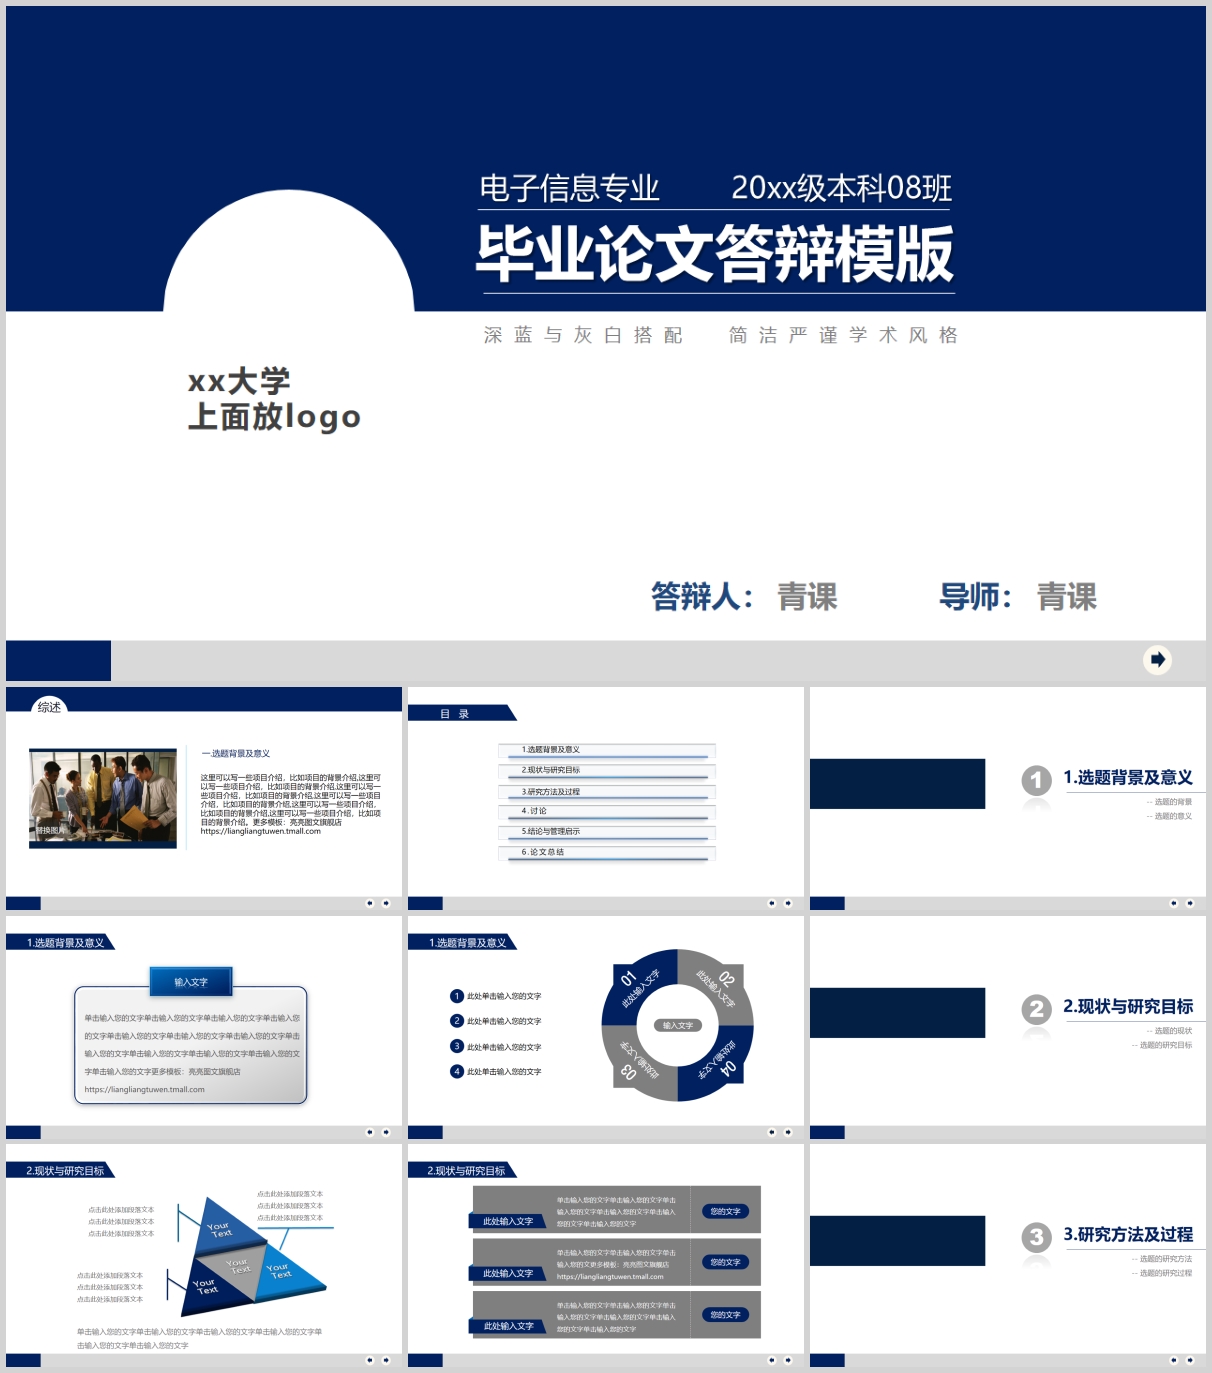 电子信息专业 20xx级本科08班
毕业论文答辩模版
深蓝与灰白搭配 简洁严谨学术风格
xx大学
上面放logo
答辩人： 青课 导师： 青课
综述
一.选题背景及意义
这里可以写一些项目介绍，比如项目的背景介绍,这里可
以写一些项目介绍，比如项目的背景介绍,这里可以写一
些项目介绍，比如项目的背景介绍,这里可以写一些项目
介绍，比如项目的背景介绍,这里可以写一些项目介绍，
比如项目的背景介绍,这里可以写一些项目介绍，比如项
目的背景介绍。更多模板：亮亮图文旗舰店
https://liangliangtuwen.tmall.com
替换图片
目 录
1.选题背景及意义
2.现状与研究目标
3.研究方法及过程
4.讨论
5.结论与管理启示
6.论文总结
1
1.选题背景及意义
-- 选题的背景
-- 选题的意义
1.选题背景及意义
输入文字
单击输入您的文字单击输入您的文字单击输入您的文字单击输入您
的文字单击输入您的文字单击输入您的文字单击输入您的文字单击
输入您的文字单击输入您的文字单击输入您的文字单击输入您的文
字单击输入您的文字更多模板：亮亮图文旗舰店
https://liangliangtuwen.tmall.com
1.选题背景及意义
1 此处单击输入您的文字
2 此处单击输入您的文字
3 此处单击输入您的文字
4 此处单击输入您的文字
01
此处输入文字
02
此处输入文字
输入文字
03
此处输入文字
04
此处输入文字
2
2.现状与研究目标
-- 选题的现状
-- 选题的研究目标
2.现状与研究目标
点击此处添加段落文本
点击此处添加段落文本
点击此处添加段落文本
点击此处添加段落文本
点击此处添加段落文本
点击此处添加段落文本
Your
Text
Your
Text
Your
Text
Your
Text
点击此处添加段落文本
点击此处添加段落文本
点击此处添加段落文本
单击输入您的文字单击输入您的文字单击输入您的文字单击输入您的文字单
击输入您的文字单击输入您的文字
2.现状与研究目标
单击输入您的文字单击输入您的文字单击
输入您的文字单击输入您的文字单击输入
您的文字单击输入您的文字
此处输入文字
您的文字
单击输入您的文字单击输入您的文字单击
输入您的文更多模板：亮亮图文旗舰店
https://liangliangtuwen.tmall.com
此处输入文字
您的文字
单击输入您的文字单击输入您的文字单击
输入您的文字单击输入您的文字单击输入
您的文字单击输入您的文字
此处输入文字
您的文字
3
3.研究方法及过程
-- 选题的研究方法
-- 选题的研究过程